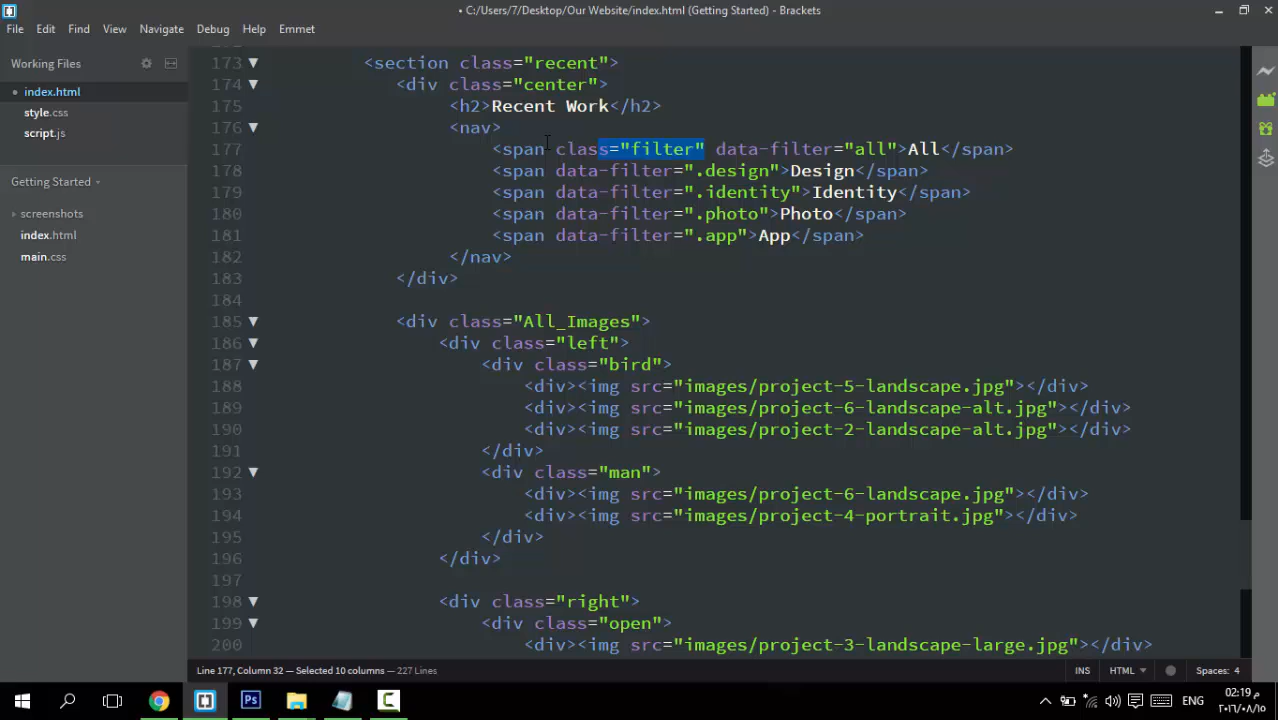 • C:/Users/7/Desktop/Our Website/index.html (Getting Started) - Brackets
File Edit Find View Navigate Debug Help Emmet
Working Files
• index.html
style.css
script.js
Getting Started
screenshots
index.html
main.css
173 <section class="recent">
174 <div class="center">
175 <h2>Recent Work</h2>
176 <nav>
177 <span class="filter" data-filter="all">All</span>
178 <span data-filter=".design">Design</span>
179 <span data-filter=".identity">Identity</span>
180 <span data-filter=".photo">Photo</span>
181 <span data-filter=".app">App</span>
182 </nav>
183 </div>
184
185 <div class="All_Images">
186 <div class="left">
187 <div class="bird">
188 <div><img src="images/project-5-landscape.jpg"></div>
189 <div><img src="images/project-6-landscape-alt.jpg"></div>
190 <div><img src="images/project-2-landscape-alt.jpg"></div>
191 </div>
192 <div class="man">
193 <div><img src="images/project-6-landscape.jpg"></div>
194 <div><img src="images/project-4-portrait.jpg"></div>
195 </div>
196 </div>
197
198 <div class="right">
199 <div class="open">
200 <div><img src="images/project-3-landscape-large.jpg"></div>
Line 177, Column 32 — Selected 10 columns — 227 Lines
INS HTML Spaces: 4
Ps
C
ENG
02:19 م
٢٠١٦/٠٨/١٥